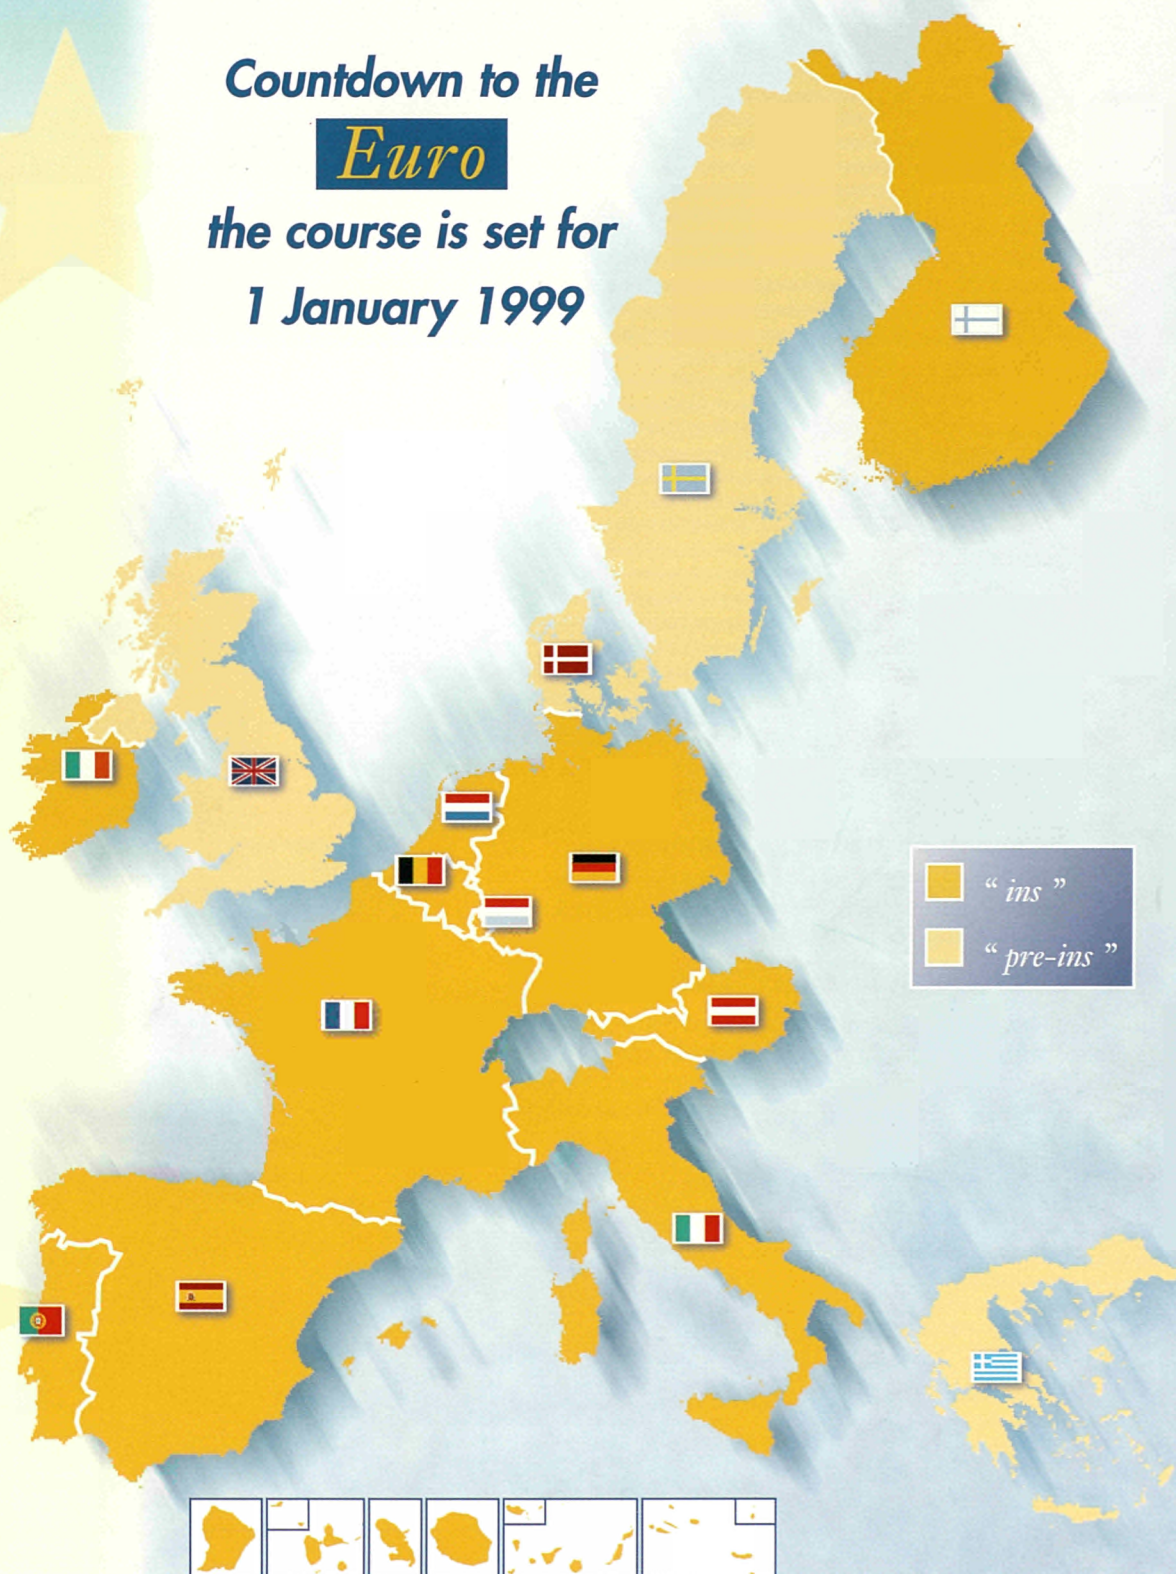 Countdown to the
Euro
the course is set for
1 January 1999
“ ins ”
“ pre-ins ”